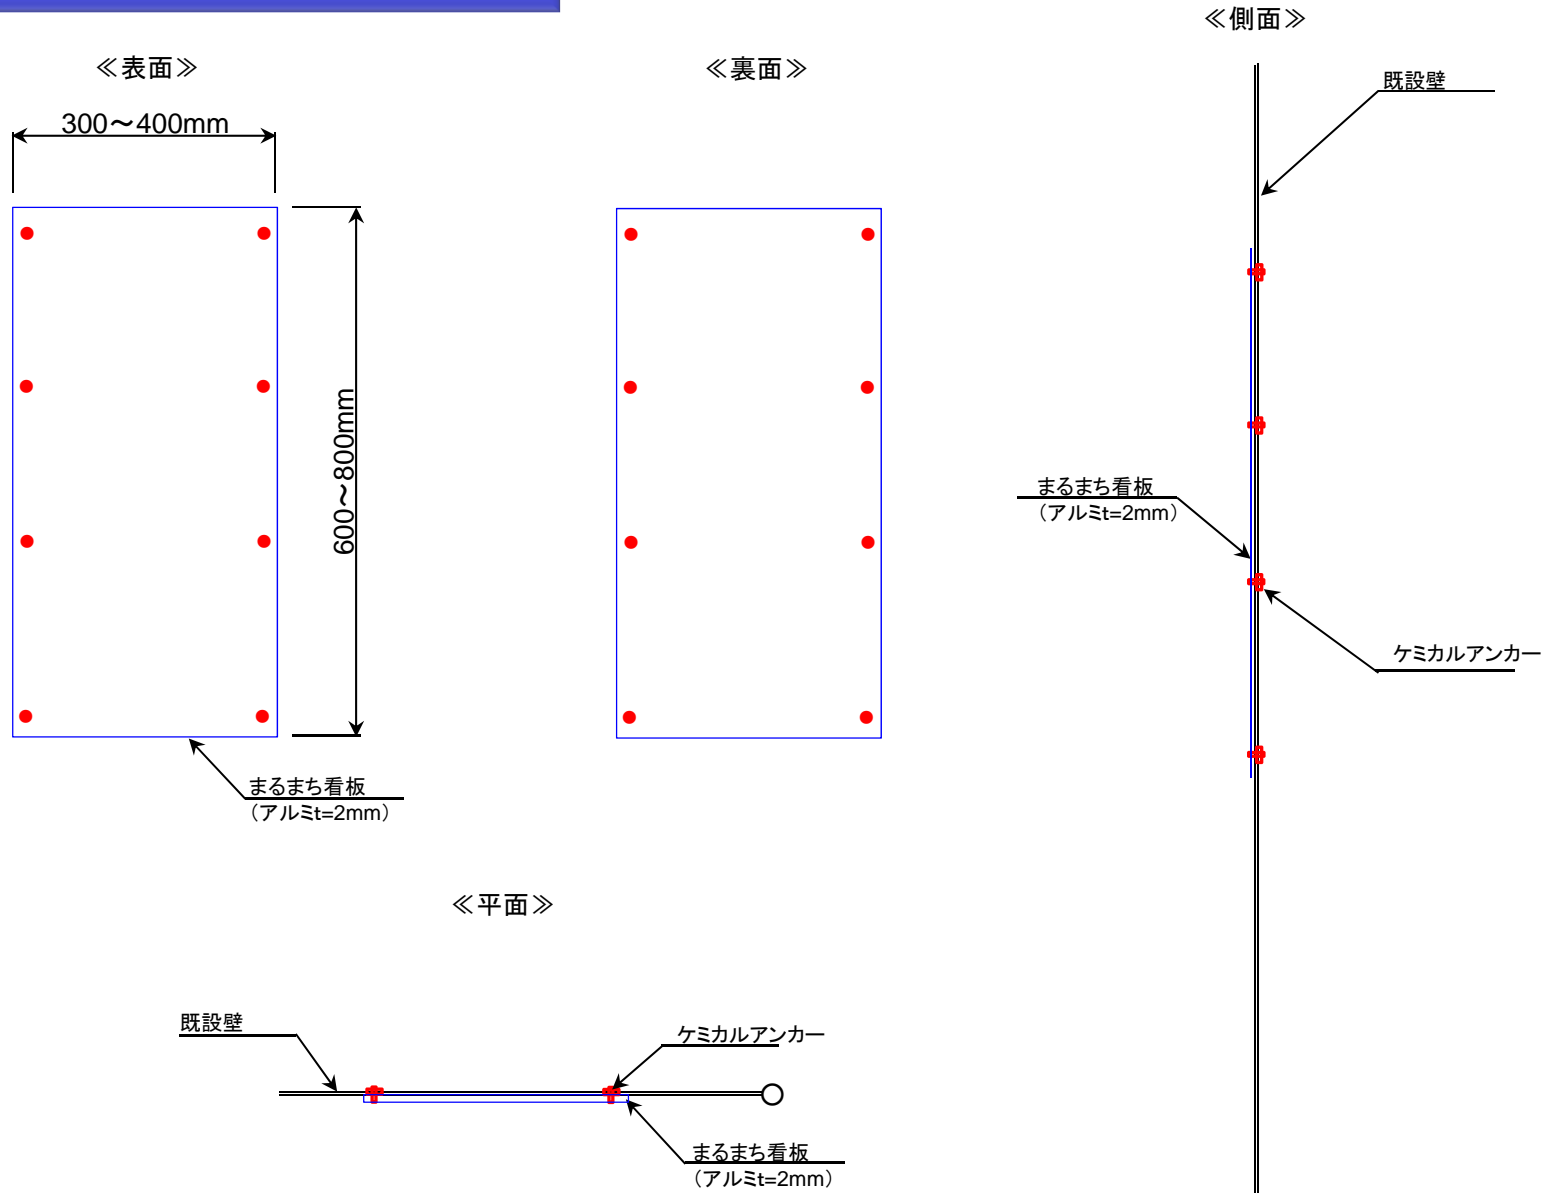 ≪側面≫
≪表面≫
≪裏面≫
既設壁
300～400mm
600～800mm
まるまち看板
（アルミt=2mm）
ケミカルアンカー
まるまち看板
（アルミt=2mm）
≪平面≫
既設壁
ケミカルアンカー
まるまち看板
（アルミt=2mm）